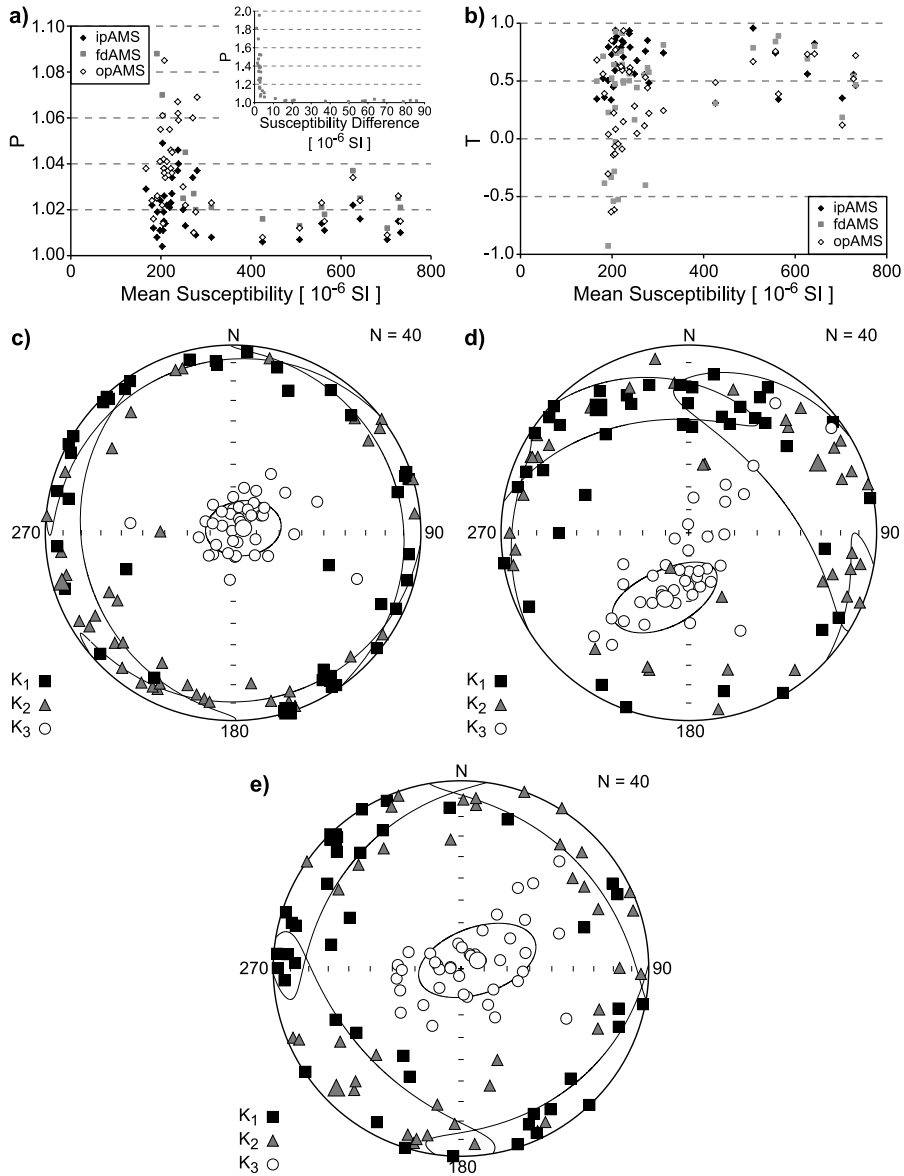 a)
ipAMS
fdAMS
opAMS
P
1.10
1.08
1.06
1.04
1.02
1.00
0 200 400 600 800
Mean Susceptibility [ 10-6 SI ]
P
2.0
1.8
1.6
1.4
1.2
1.0
0 10 20 30 40 50 60 70 80 90
Susceptibility Difference
[ 10-6 SI ]
b)
T
1.0
0.5
0.0
-0.5
-1.0
ipAMS
fdAMS
opAMS
0 200 400 600 800
Mean Susceptibility [ 10-6 SI ]
c)
N
N = 40
270
90
180
K1
K2
K3
d)
N
N = 40
270
90
180
K1
K2
K3
e)
N
N = 40
270
90
180
K1
K2
K3